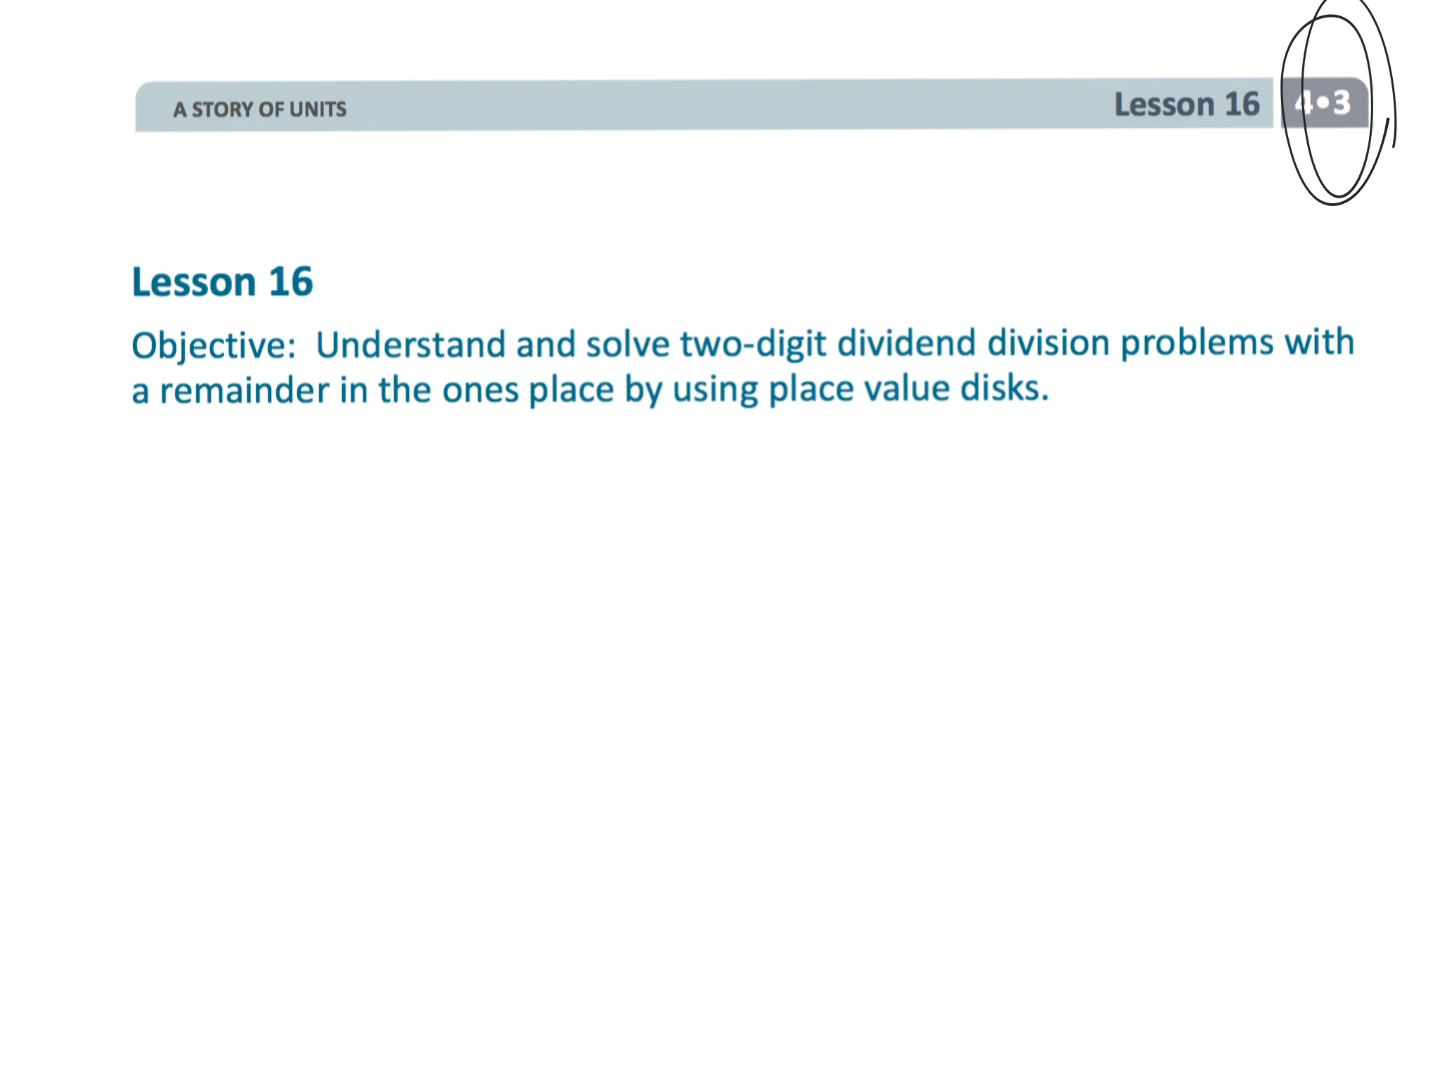 A STORY OF UNITS
Lesson 16
4•3
Lesson 16
Objective: Understand and solve two-digit dividend division problems with
a remainder in the ones place by using place value disks.